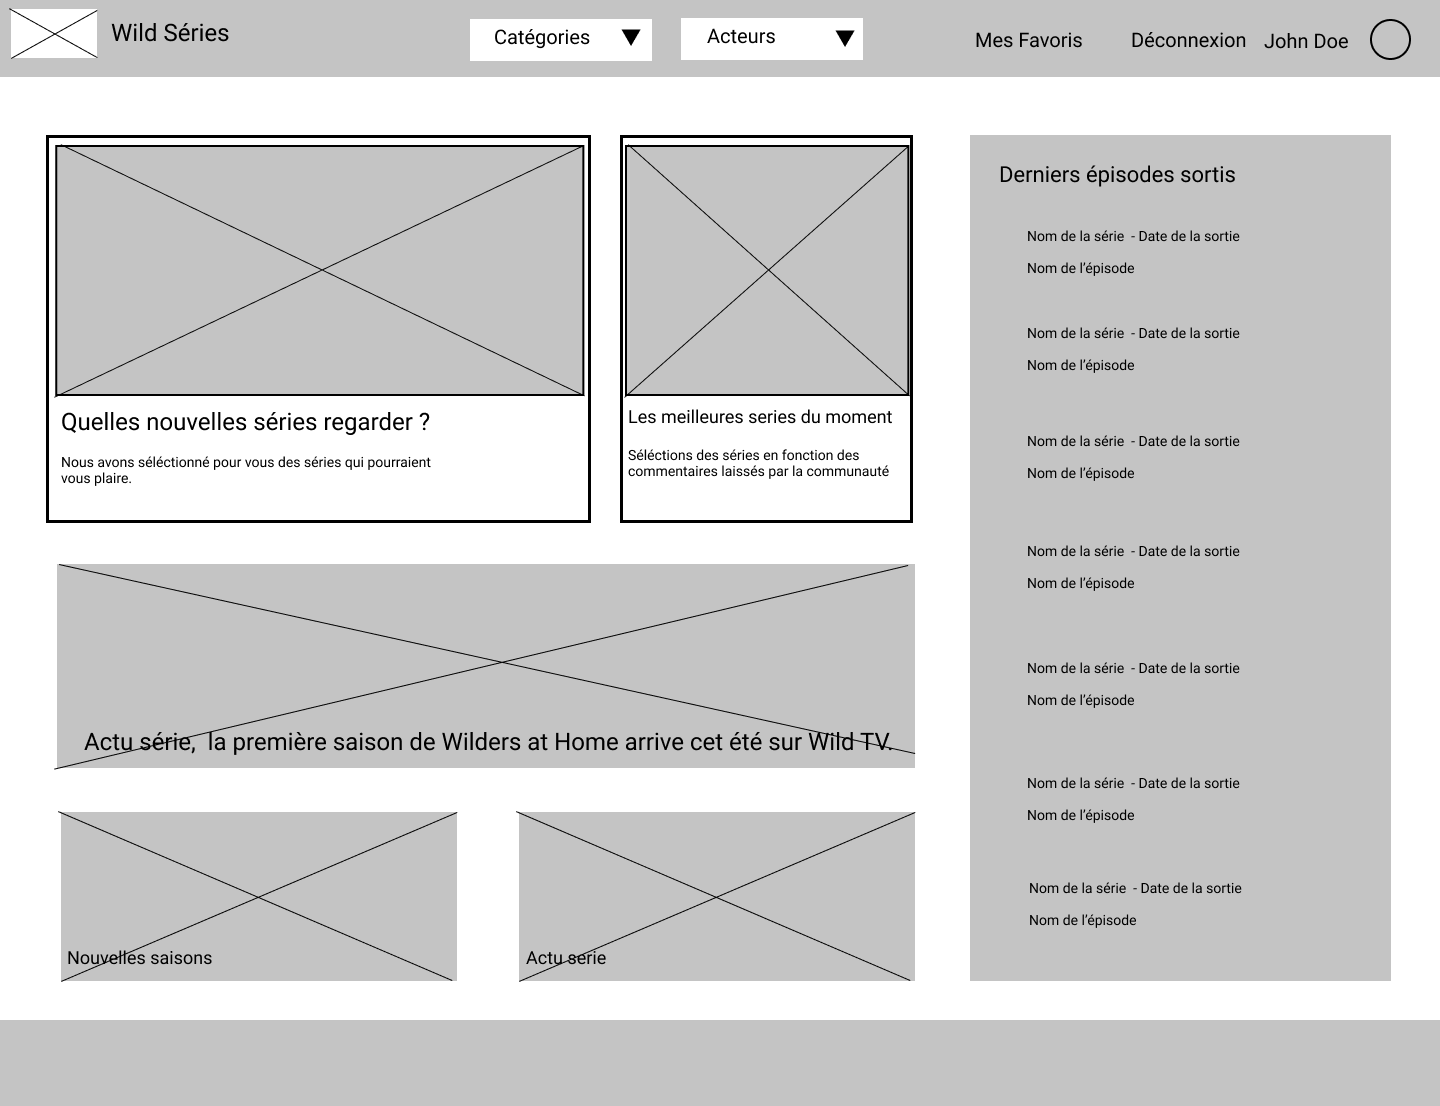 Wild Séries
Catégories
Acteurs
Mes Favoris
Déconnexion
John Doe
Quelles nouvelles séries regarder ?
Nous avons séléctionné pour vous des séries qui pourraient
vous plaire.
Les meilleures series du moment
Séléctions des séries en fonction des
commentaires laissés par la communauté
Actu série,  la première saison de Wilders at Home arrive cet été sur Wild TV.
Nouvelles saisons
Actu serie
Derniers épisodes sortis
Nom de la série  - Date de la sortie
Nom de l'épisode
Nom de la série  - Date de la sortie
Nom de l'épisode
Nom de la série  - Date de la sortie
Nom de l'épisode
Nom de la série  - Date de la sortie
Nom de l'épisode
Nom de la série  - Date de la sortie
Nom de l'épisode
Nom de la série  - Date de la sortie
Nom de l'épisode
Nom de la série  - Date de la sortie
Nom de l'épisode